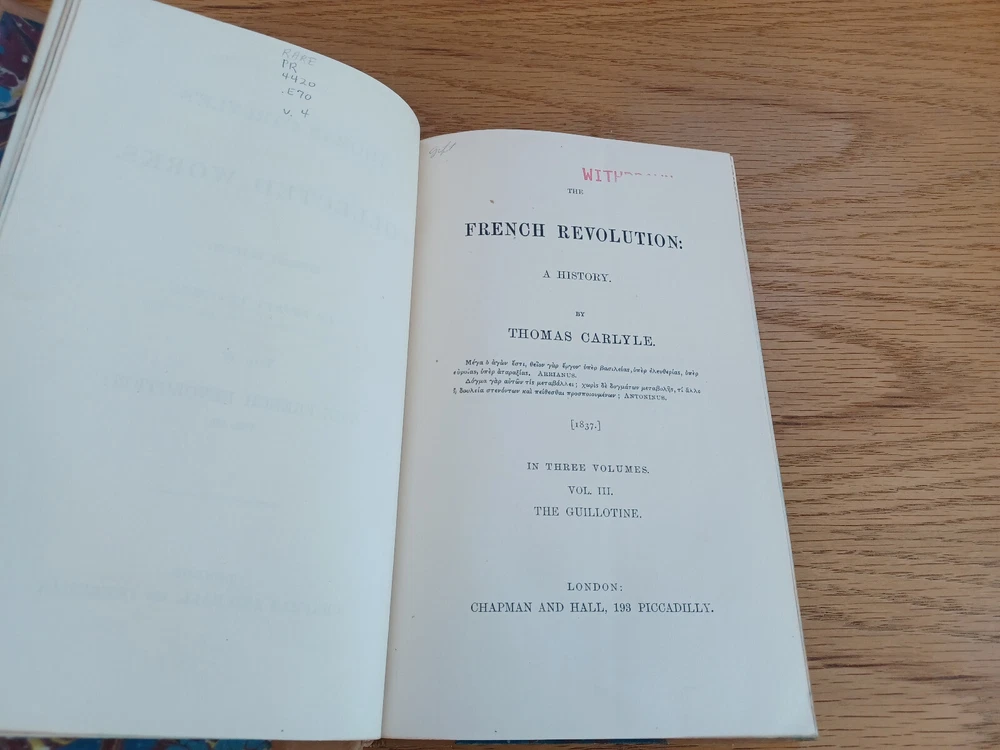 RARE
PR
4420
.E70
v. 4
gift
THE
FRENCH REVOLUTION:
A HISTORY.
BY
THOMAS CARLYLE.
Μέγα ὁ ἀγὼν ἔστι, θεῖον γὰρ ἔργον· ὑπὲρ βασιλείας, ὑπὲρ ἐλευθερίας, ὑπὲρ
εὐροίας, ὑπὲρ ἀταραξίας. ARRIANUS.
Δόγμα γὰρ αὐτῶν τίς μεταβάλλει; χωρὶς δὲ δογμάτων μεταβολῆς, τί ἄλλο
ἢ δουλεία στενόντων καὶ πείθεσθαι προσποιουμένων; ANTONINUS.
[1837.]
IN THREE VOLUMES.
VOL. III.
THE GUILLOTINE.
LONDON:
CHAPMAN AND HALL, 193 PICCADILLY.